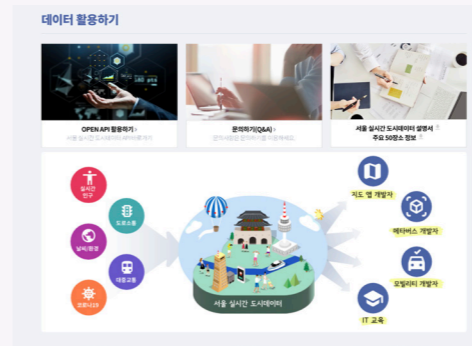 데이터 활용하기
OPEN API 활용하기 >
문의하기(Q&A) >
서울 실시간 도시데이터 설명서
주요 50장소 정보
실시간
인구
도로소통
날씨/환경
대중교통
코로나19
서울 실시간 도시데이터
지도 앱 개발자
메타버스 개발자
모빌리티 개발자
IT 교육